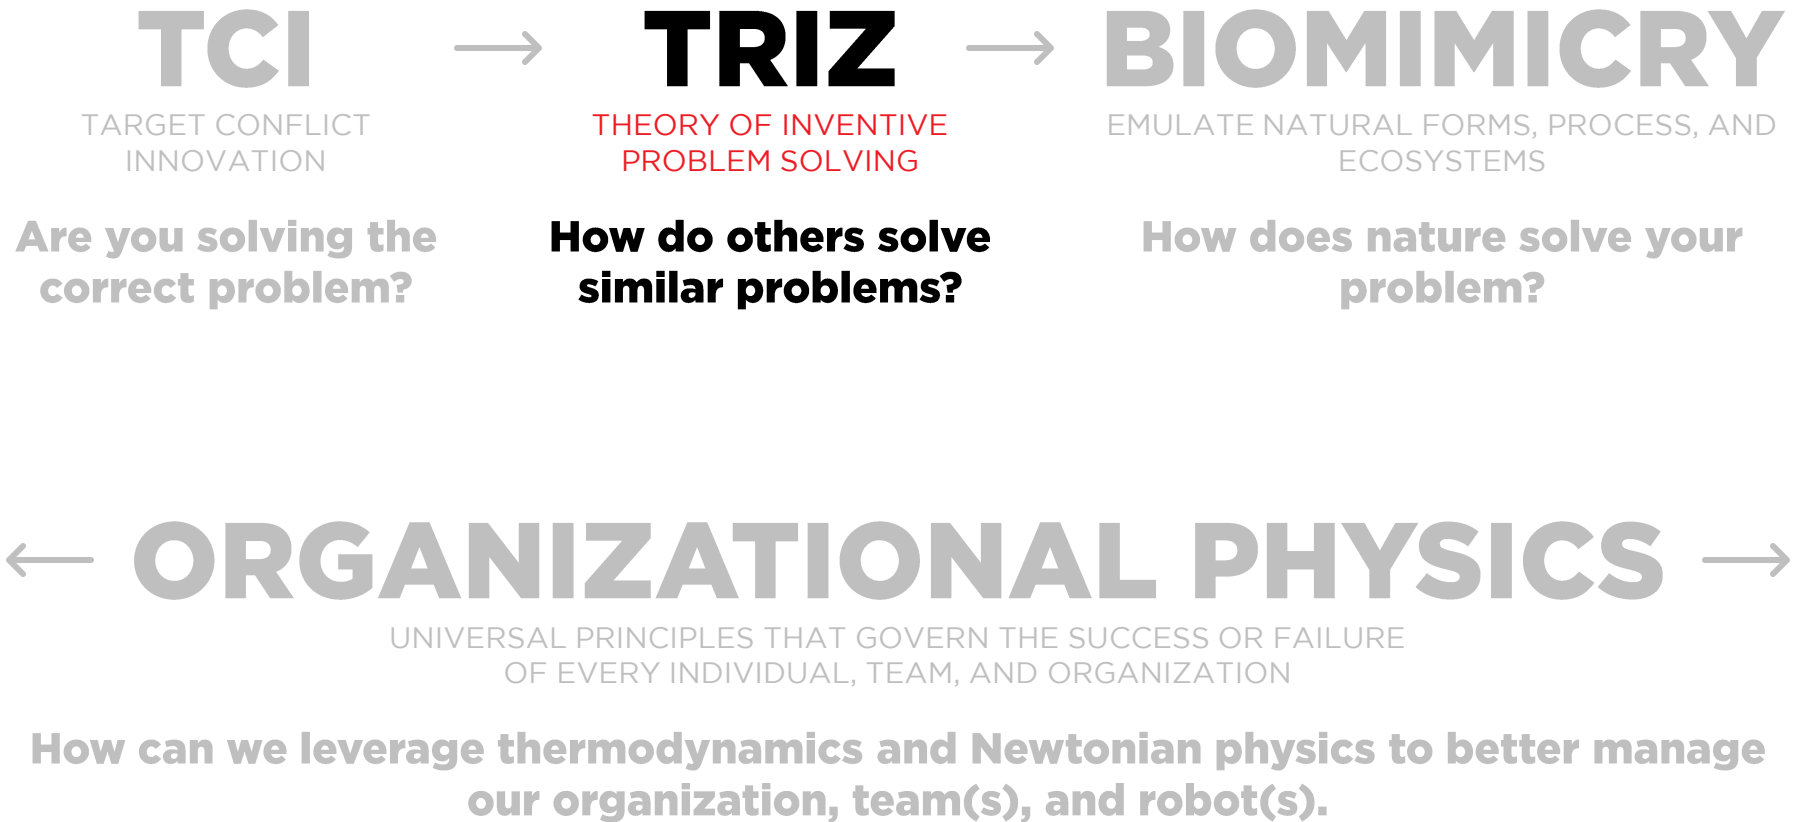 TCI
TRIZ
BIOMIMICRY
TARGET CONFLICT
INNOVATION
THEORY OF INVENTIVE
PROBLEM SOLVING
EMULATE NATURAL FORMS, PROCESS, AND
ECOSYSTEMS
Are you solving the
correct problem?
How do others solve
similar problems?
How does nature solve your
problem?
ORGANIZATIONAL PHYSICS
UNIVERSAL PRINCIPLES THAT GOVERN THE SUCCESS OR FAILURE
OF EVERY INDIVIDUAL, TEAM, AND ORGANIZATION
How can we leverage thermodynamics and Newtonian physics to better manage
our organization, team(s), and robot(s).